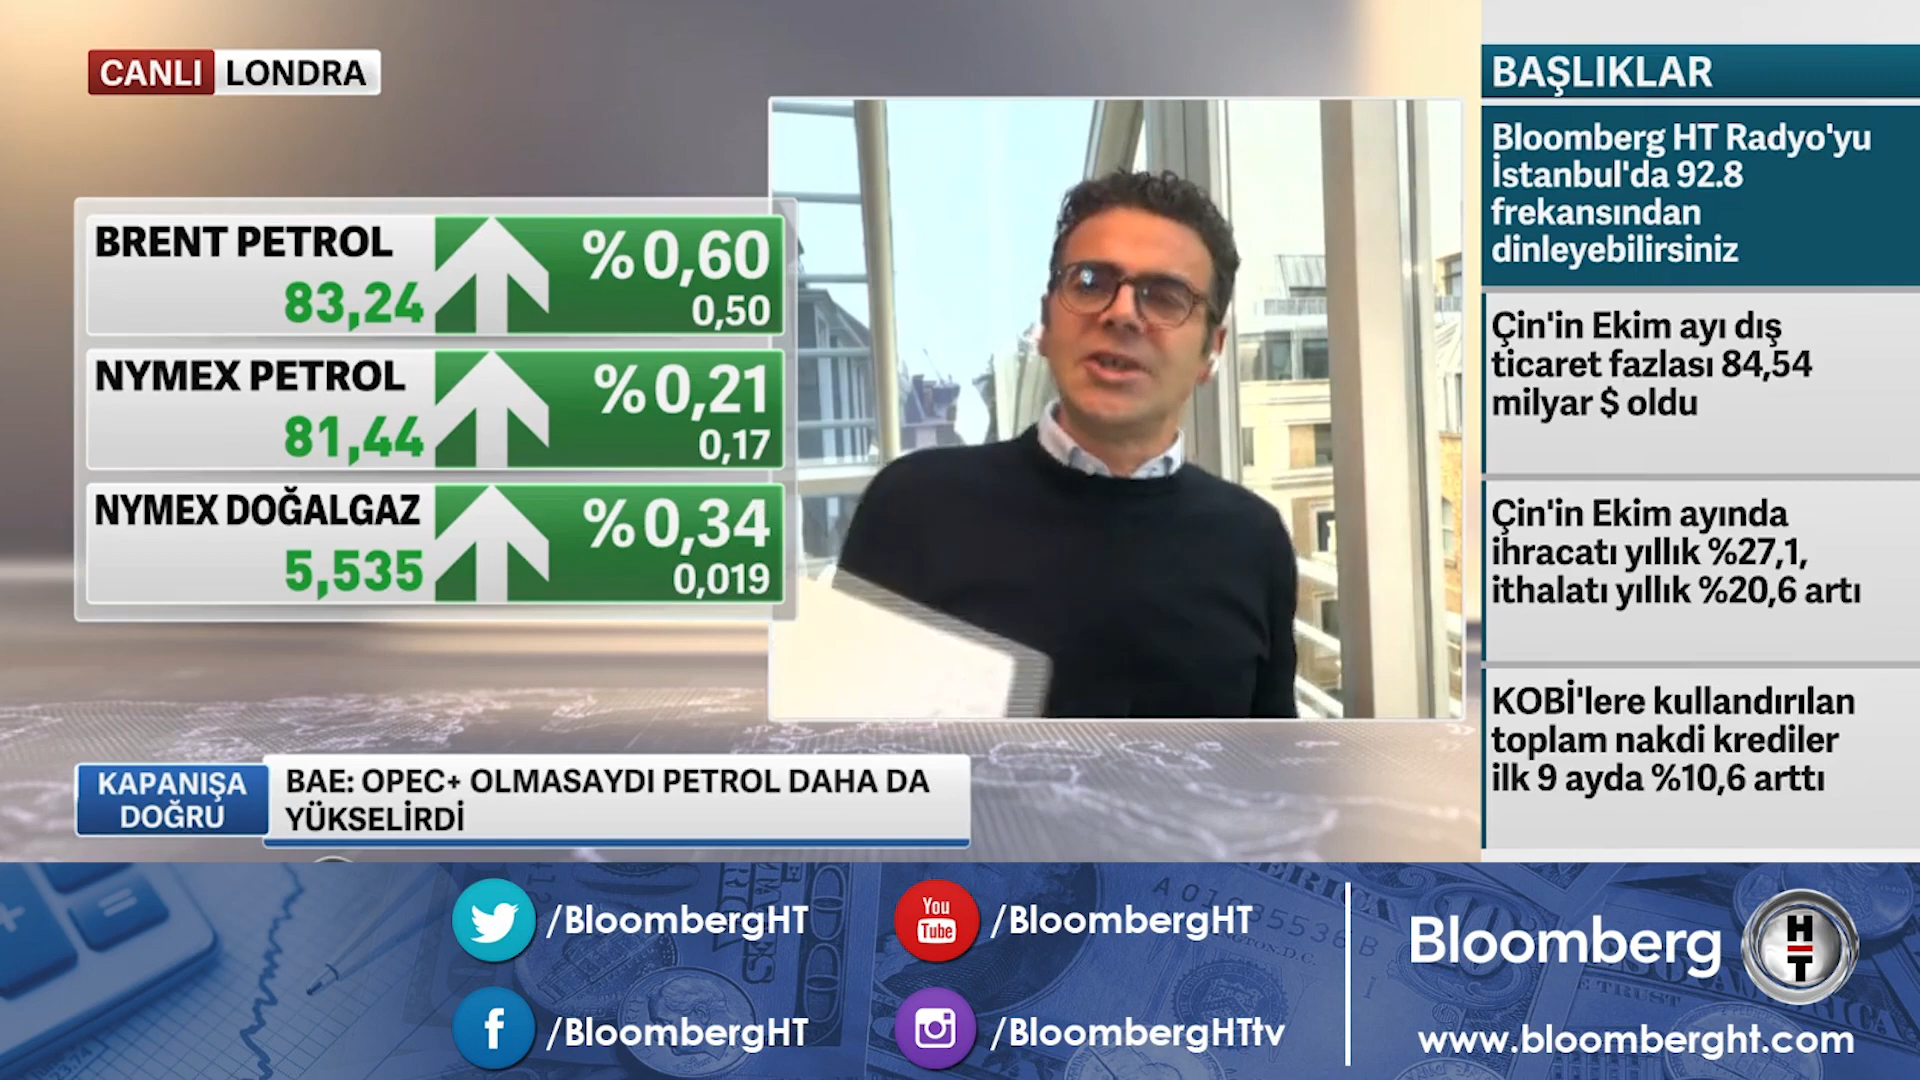 CANLI LONDRA
BRENT PETROL
83,24
%0,60
0,50
NYMEX PETROL
81,44
%0,21
0,17
NYMEX DOĞALGAZ
5,535
%0,34
0,019
KAPANIŞA
DOĞRU
BAE: OPEC+ OLMASAYDI PETROL DAHA DA
YÜKSELİRDİ
BAŞLIKLAR
Bloomberg HT Radyo'yu
İstanbul'da 92.8
frekansından
dinleyebilirsiniz
Çin'in Ekim ayı dış
ticaret fazlası 84,54
milyar $ oldu
Çin'in Ekim ayında
ihracatı yıllık %27,1,
ithalatı yıllık %20,6 artı
KOBİ'lere kullandırılan
toplam nakdi krediler
ilk 9 ayda %10,6 arttı
/BloombergHT
You
Tube
/BloombergHT
f /BloombergHT
/BloombergHTtv
Bloomberg
H
T
www.bloomberght.com